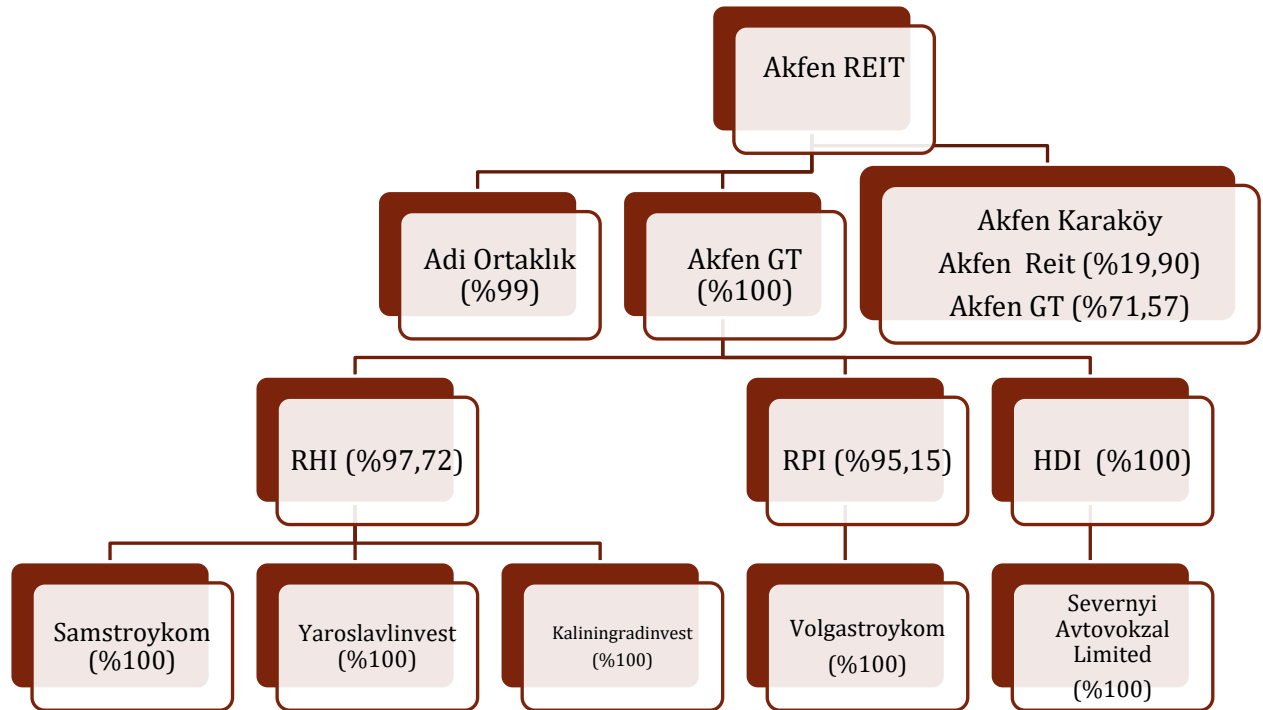 Akfen REIT
Adi Ortaklık
(%99)
Akfen GT
(%100)
Akfen Karaköy
Akfen Reit (%19,90)
Akfen GT (%71,57)
RHI (%97,72)
RPI (%95,15)
HDI (%100)
Samstroykom
(%100)
Yaroslavlinvest
(%100)
Kaliningradinvest
(%100)
Volgastroykom
(%100)
Severnyi
Avtovokzal
Limited
(%100)